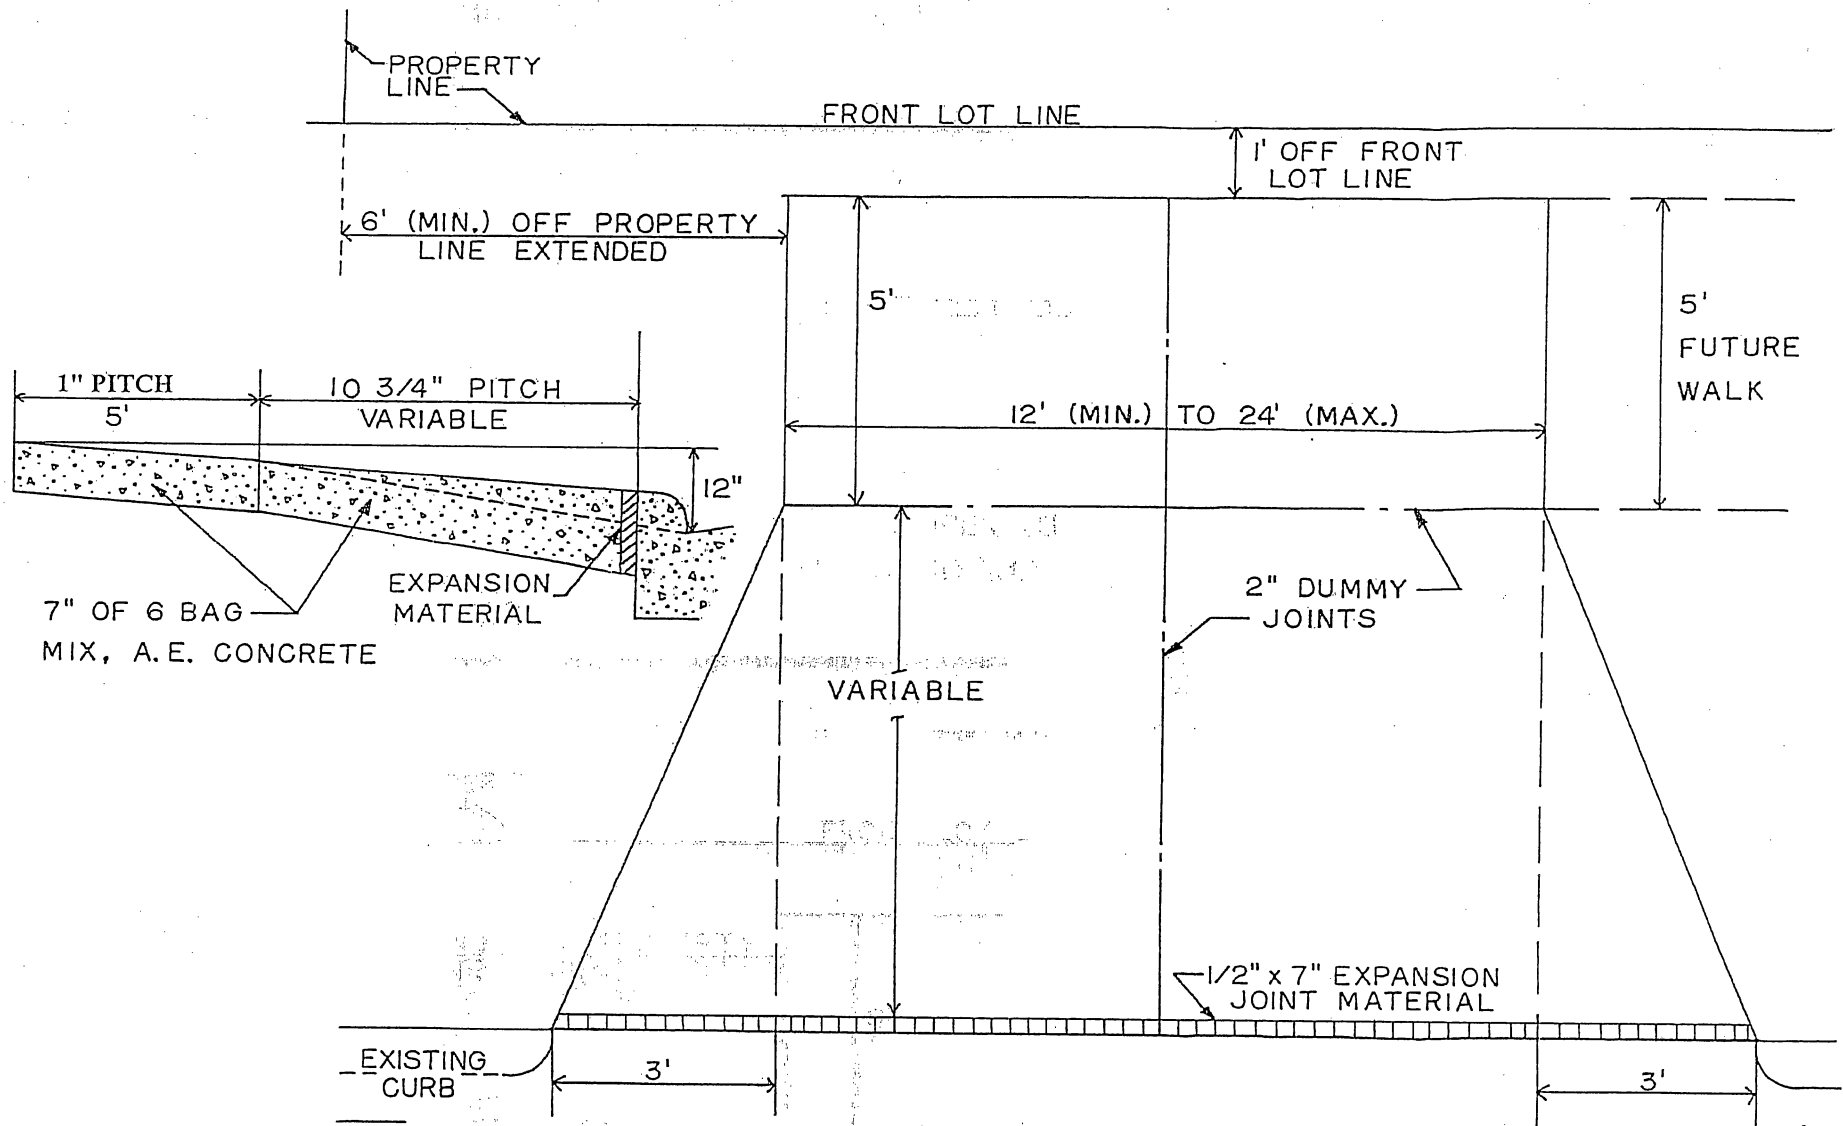 PROPERTY
LINE
FRONT LOT LINE
1' OFF FRONT
LOT LINE
6' (MIN.) OFF PROPERTY
LINE EXTENDED
5'
5'
FUTURE
WALK
1" PITCH
5'
10 3/4" PITCH
VARIABLE
12' (MIN.) TO 24' (MAX.)
12"
EXPANSION
MATERIAL
7" OF 6 BAG
MIX, A.E. CONCRETE
2" DUMMY
JOINTS
VARIABLE
1/2" x 7" EXPANSION
JOINT MATERIAL
EXISTING
CURB
3'
3'